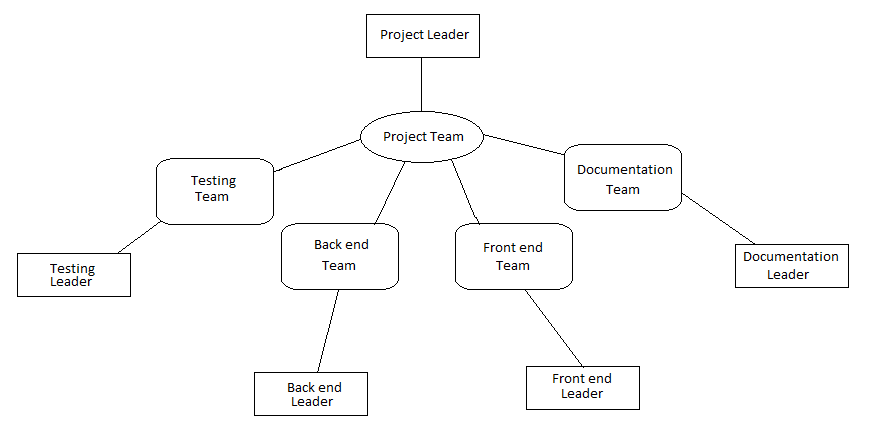 Project Leader
Project Team
Testing
Team
Documentation
Team
Back end
Team
Front end
Team
Testing
Leader
Documentation
Leader
Back end
Leader
Front end
Leader